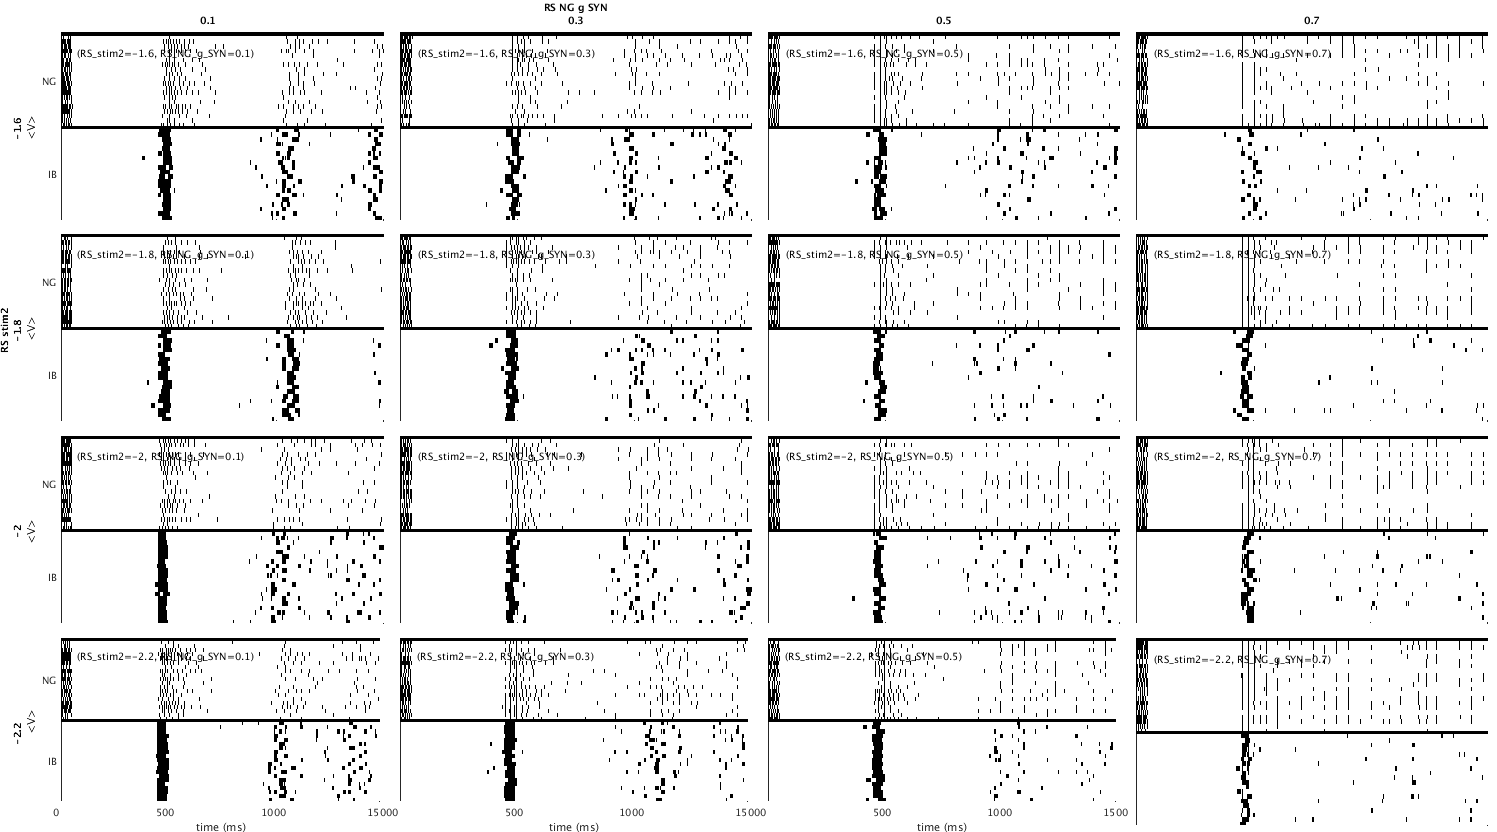 RS NG g SYN
0.1 0.3 0.5 0.7
(RS_stim2=−1.6, RS_NG_g_SYN=0.1) (RS_stim2=−1.6, RS_NG_g_SYN=0.3) (RS_stim2=−1.6, RS_NG_g_SYN=0.5) (RS_stim2=−1.6, RS_NG_g_SYN=0.7)
NG
−1.6
<V>
IB
(RS_stim2=−1.8, RS_NG_g_SYN=0.1) (RS_stim2=−1.8, RS_NG_g_SYN=0.3) (RS_stim2=−1.8, RS_NG_g_SYN=0.5) (RS_stim2=−1.8, RS_NG_g_SYN=0.7)
NG
RS stim2
−1.8
<V>
IB
(RS_stim2=−2, RS_NG_g_SYN=0.1) (RS_stim2=−2, RS_NG_g_SYN=0.3) (RS_stim2=−2, RS_NG_g_SYN=0.5) (RS_stim2=−2, RS_NG_g_SYN=0.7)
NG
−2
<V>
IB
(RS_stim2=−2.2, RS_NG_g_SYN=0.1) (RS_stim2=−2.2, RS_NG_g_SYN=0.3) (RS_stim2=−2.2, RS_NG_g_SYN=0.5) (RS_stim2=−2.2, RS_NG_g_SYN=0.7)
NG
−2.2
<V>
IB
0 500 1000 15000 500 1000 1500 500 1000 1500
time (ms) time (ms) time (ms)